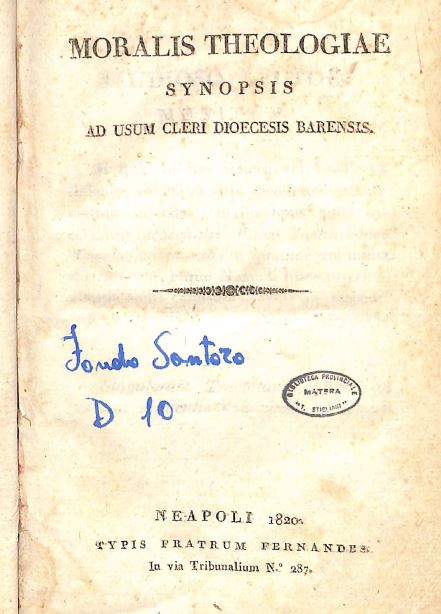 MORALIS THEOLOGIAE
SYNOPSIS
AD USUM CLERI DIOECESIS BARENSIS.
Fondo Santoro
D 10
BIBLIOTECA PROVINCIALE
MATERA
"T. STIGLIANI"
NEAPOLI 1820.
TYPIS FRATRUM FERNANDES.
In via Tribunalium N.° 287.